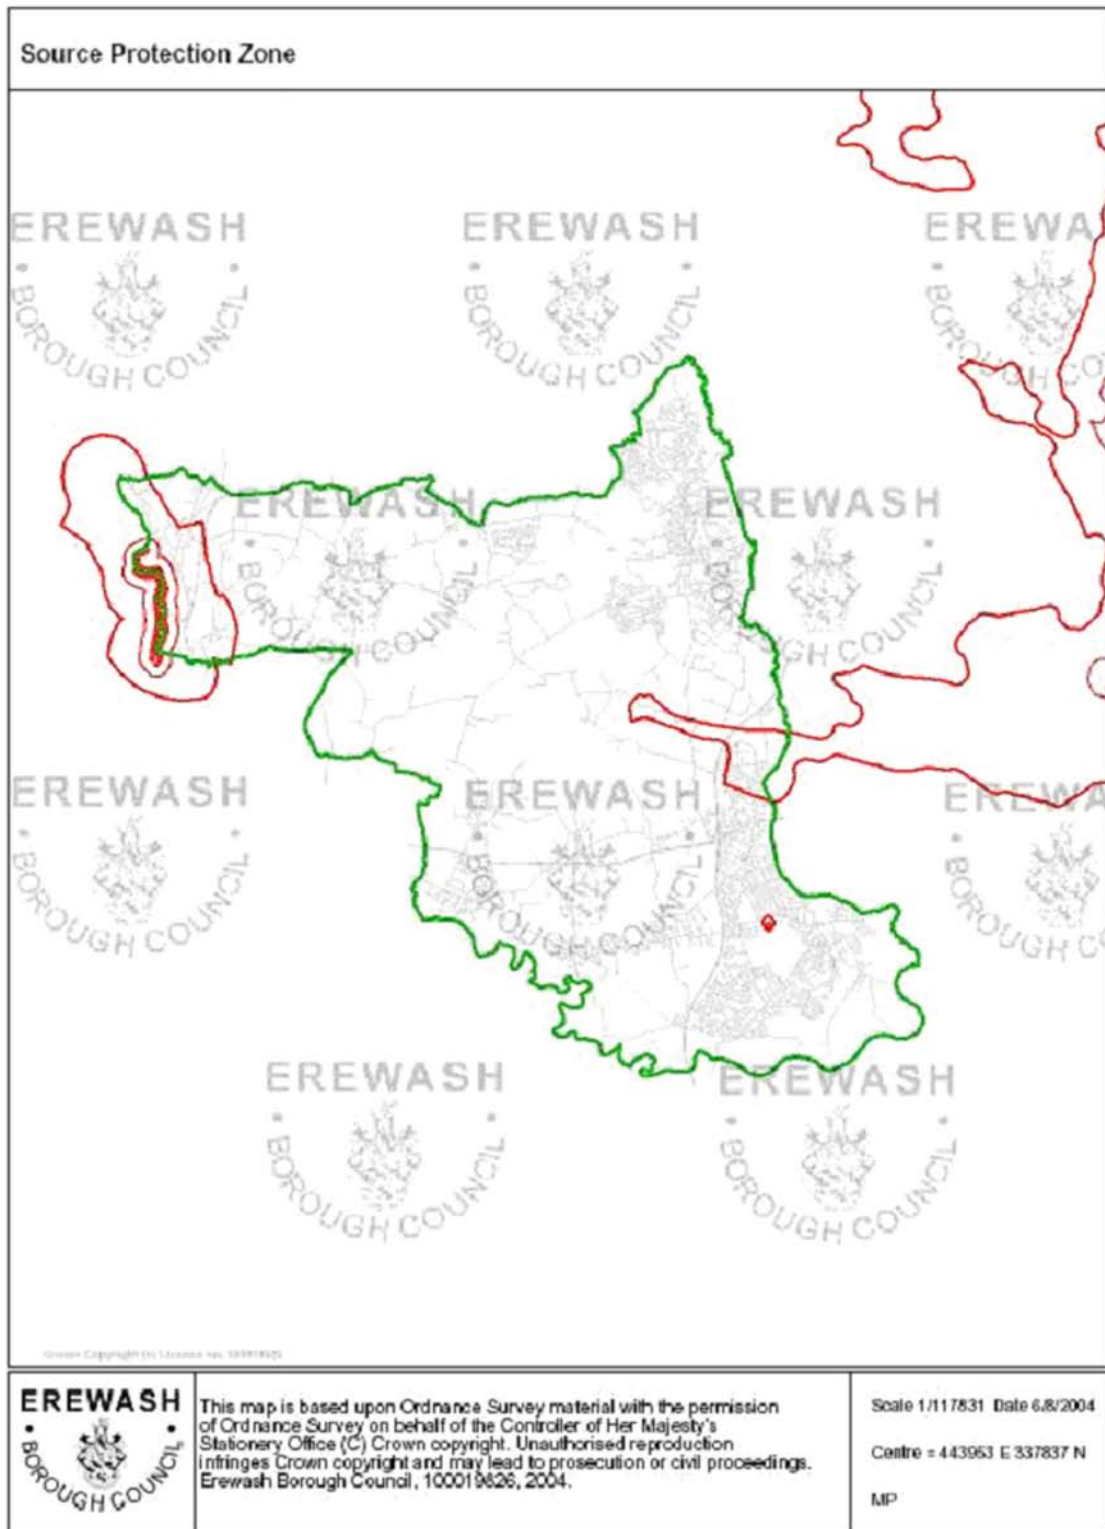 Source Protection Zone
EREWASH
BOROUGH COUNCIL
EREWASH
BOROUGH COUNCIL
EREWA
BOROUGH CO
EREWASH
BOROUGH COUNCIL
EREWASH
GH COUNCIL
EREWASH
BOROUGH COUNCIL
EREWASH
BOROUGH COUNCIL
EREWA
BOROUGH C
EREWASH
BOROUGH COUNCIL
EREWASH
BOROUGH COUNCIL
EREWASH
BOROUGH COUNCIL
This map is based upon Ordnance Survey material with the permission
of Ordnance Survey on behalf of the Controller of Her Majesty's
Stationery Office (C) Crown copyright. Unauthorised reproduction
infringes Crown copyright and may lead to prosecution or civil proceedings.
Erewash Borough Council, 100019826, 2004.
Scale 1/117831 Date 6/8/2004
Centre = 443953 E 337837 N
MP